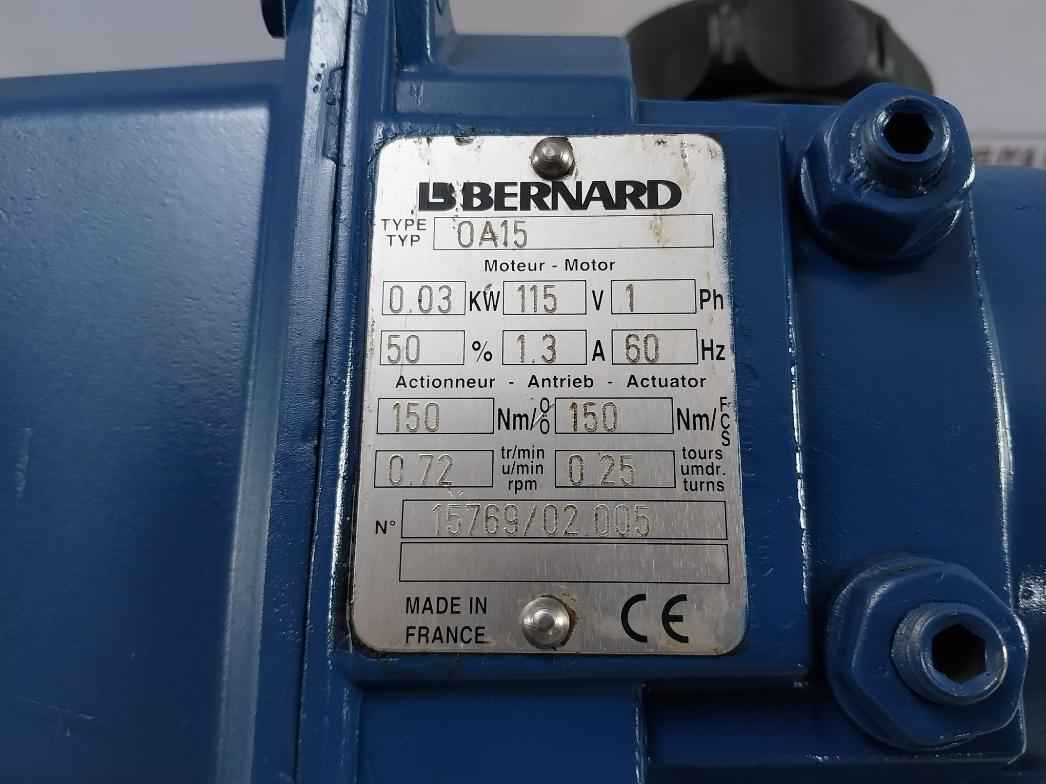 BERNARD
TYPE
TYP
OA15
Moteur - Motor
0.03 KW 115 V 1 Ph
50 % 1.3 A 60 Hz
Actionneur - Antrieb - Actuator
150 Nm/O/O 150 Nm/FCS
0.72 tr/min u/min rpm 0.25 tours umdr. turns
N° 15769/02.005
MADE IN
FRANCE
CE